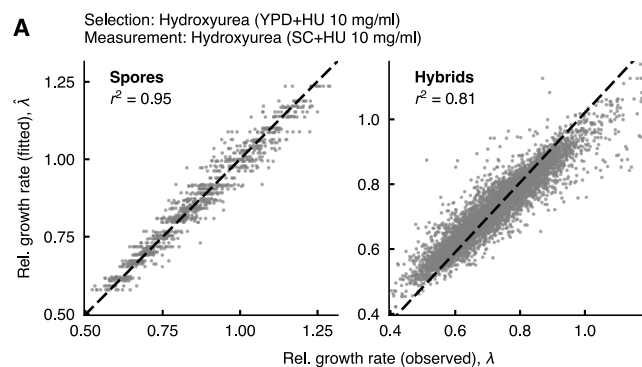 A
Selection: Hydroxyurea (YPD+HU 10 mg/ml)
Measurement: Hydroxyurea (SC+HU 10 mg/ml)
Spores
r² = 0.95
Hybrids
r² = 0.81
Rel. growth rate (fitted), λ̂
1.25
1.00
0.75
0.50
0.50 0.75 1.00 1.25
1.0
0.8
0.6
0.4
0.4 0.6 0.8 1.0
Rel. growth rate (observed), λ